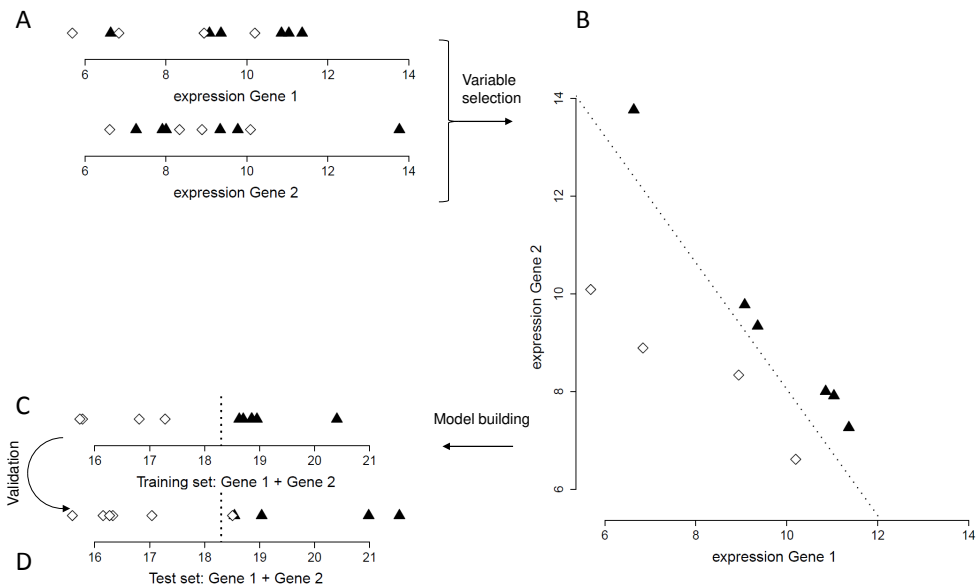 A
6 8 10 12 14
expression Gene 1
6 8 10 12 14
expression Gene 2
Variable
selection
B
14
12
10
8
6
expression Gene 2
6 8 10 12 14
expression Gene 1
Model building
C
16 17 18 19 20 21
Training set: Gene 1 + Gene 2
Validation
16 17 18 19 20 21
D
Test set: Gene 1 + Gene 2